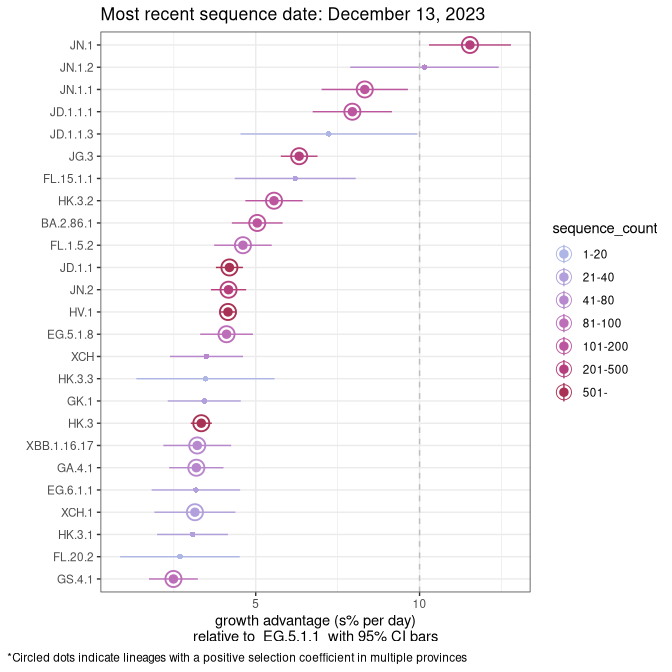 Most recent sequence date: December 13, 2023
JN.1
JN.1.2
JN.1.1
JD.1.1.1
JD.1.1.3
JG.3
FL.15.1.1
HK.3.2
BA.2.86.1
FL.1.5.2
JD.1.1
JN.2
HV.1
EG.5.1.8
XCH
HK.3.3
GK.1
HK.3
XBB.1.16.17
GA.4.1
EG.6.1.1
XCH.1
HK.3.1
FL.20.2
GS.4.1
5 10
growth advantage (s% per day)
relative to EG.5.1.1 with 95% CI bars
sequence_count
1-20
21-40
41-80
81-100
101-200
201-500
501-
*Circled dots indicate lineages with a positive selection coefficient in multiple provinces